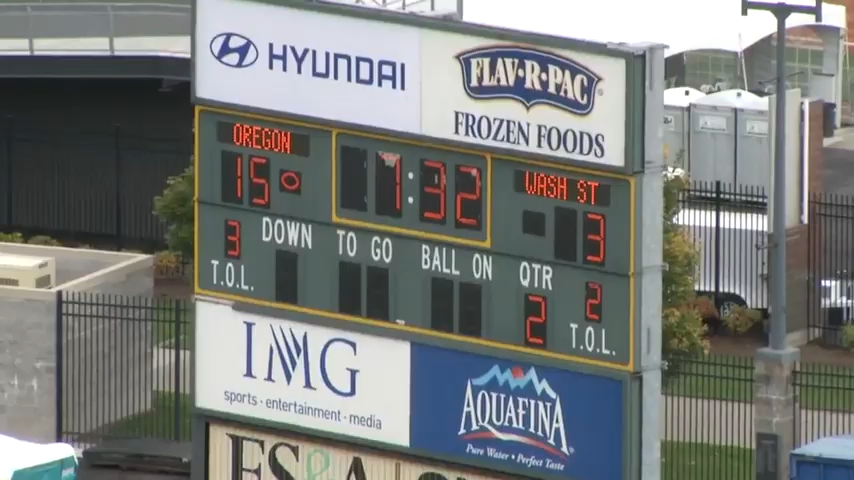 HYUNDAI
FLAV·R·PAC
FROZEN FOODS
OREGON
WASH ST
15
1:32
3
3
DOWN
TO GO
BALL ON
QTR
2
T.O.L.
2
T.O.L.
IMG
sports · entertainment · media
AQUAFINA
Pure Water · Perfect Taste